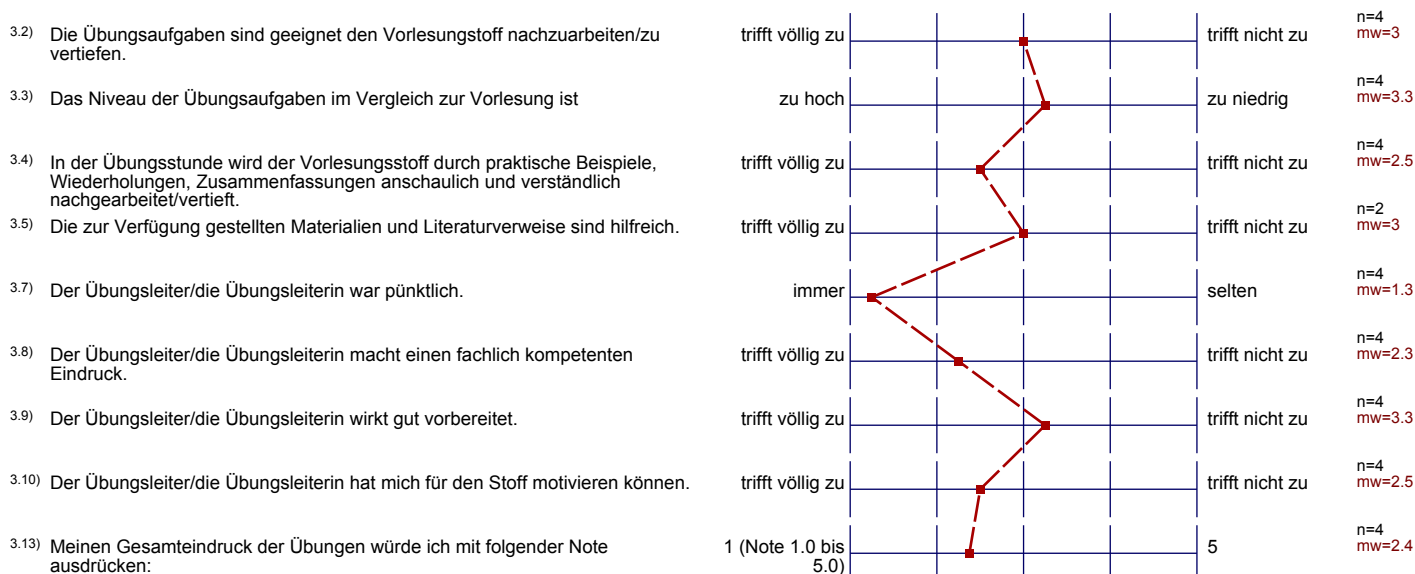 3.2) Die Übungsaufgaben sind geeignet den Vorlesungstoff nachzuarbeiten/zu
vertiefen.
trifft völlig zu
trifft nicht zu
n=4
mw=3
3.3) Das Niveau der Übungsaufgaben im Vergleich zur Vorlesung ist
zu hoch
zu niedrig
n=4
mw=3.3
3.4) In der Übungsstunde wird der Vorlesungsstoff durch praktische Beispiele,
Wiederholungen, Zusammenfassungen anschaulich und verständlich
nachgearbeitet/vertieft.
trifft völlig zu
trifft nicht zu
n=4
mw=2.5
3.5) Die zur Verfügung gestellten Materialien und Literaturverweise sind hilfreich.
trifft völlig zu
trifft nicht zu
n=2
mw=3
3.7) Der Übungsleiter/die Übungsleiterin war pünktlich.
immer
selten
n=4
mw=1.3
3.8) Der Übungsleiter/die Übungsleiterin macht einen fachlich kompetenten
Eindruck.
trifft völlig zu
trifft nicht zu
n=4
mw=2.3
3.9) Der Übungsleiter/die Übungsleiterin wirkt gut vorbereitet.
trifft völlig zu
trifft nicht zu
n=4
mw=3.3
3.10) Der Übungsleiter/die Übungsleiterin hat mich für den Stoff motivieren können.
trifft völlig zu
trifft nicht zu
n=4
mw=2.5
3.13) Meinen Gesamteindruck der Übungen würde ich mit folgender Note
ausdrücken:
1 (Note 1.0 bis
5.0)
5
n=4
mw=2.4